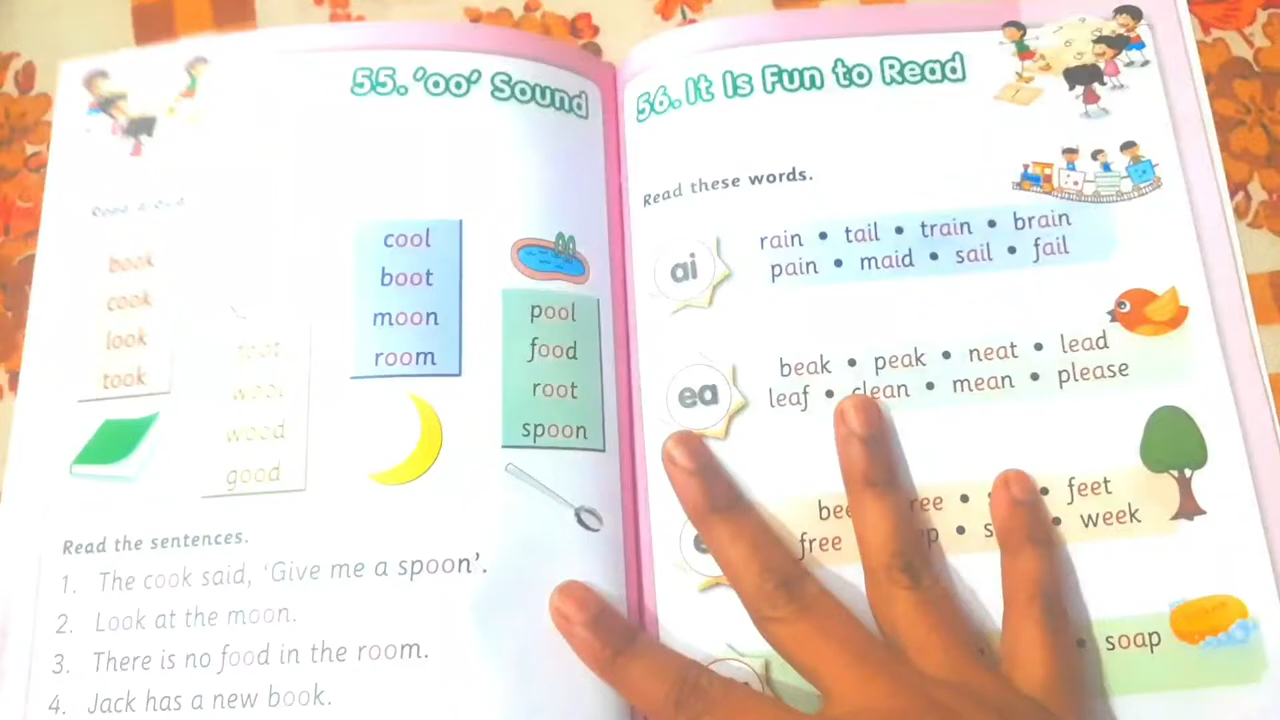 55. 'oo' Sound
book
cook
look
took
foot
wool
wood
good
cool
boot
moon
room
pool
food
root
spoon
Read the sentences.
1. The cook said, 'Give me a spoon'.
2. Look at the moon.
3. There is no food in the room.
4. Jack has a new book.
56. It Is Fun to Read
Read these words.
ai
rain • tail • train • brain
pain • maid • sail • fail
ea
beak • peak • neat • lead
leaf • clean • mean • please
• feet
free • • week
• soap